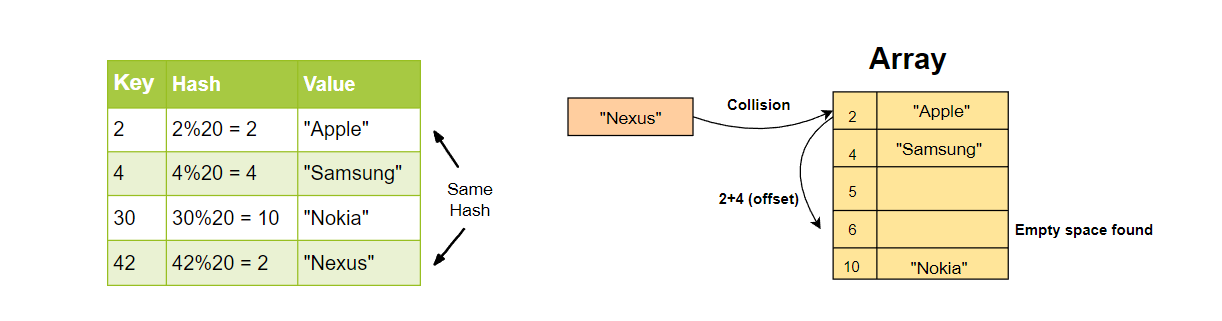 Key Hash Value
2 2%20 = 2 "Apple"
4 4%20 = 4 "Samsung"
30 30%20 = 10 "Nokia"
42 42%20 = 2 "Nexus"
Same
Hash
"Nexus"
Collision
2+4 (offset)
Array
2 "Apple"
4 "Samsung"
5
6
Empty space found
10 "Nokia"